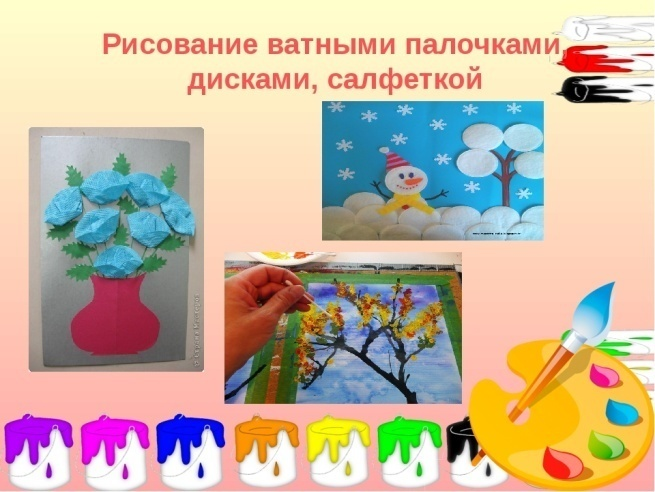 Рисование ватными палочками,
дисками, салфеткой